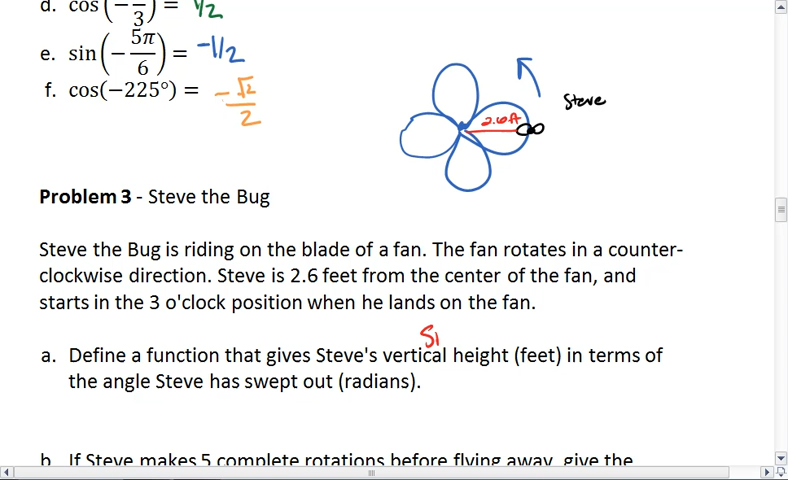 d. cos(−π/3) = 1/2
e. sin(−5π/6) = -1/2
f. cos(−225°) = -√2/2
2.6 ft
Steve
Problem 3 - Steve the Bug
Steve the Bug is riding on the blade of a fan. The fan rotates in a counter-
clockwise direction. Steve is 2.6 feet from the center of the fan, and
starts in the 3 o'clock position when he lands on the fan.
Si
a. Define a function that gives Steve's vertical height (feet) in terms of
the angle Steve has swept out (radians).
b. If Steve makes 5 complete rotations before flying away, give the